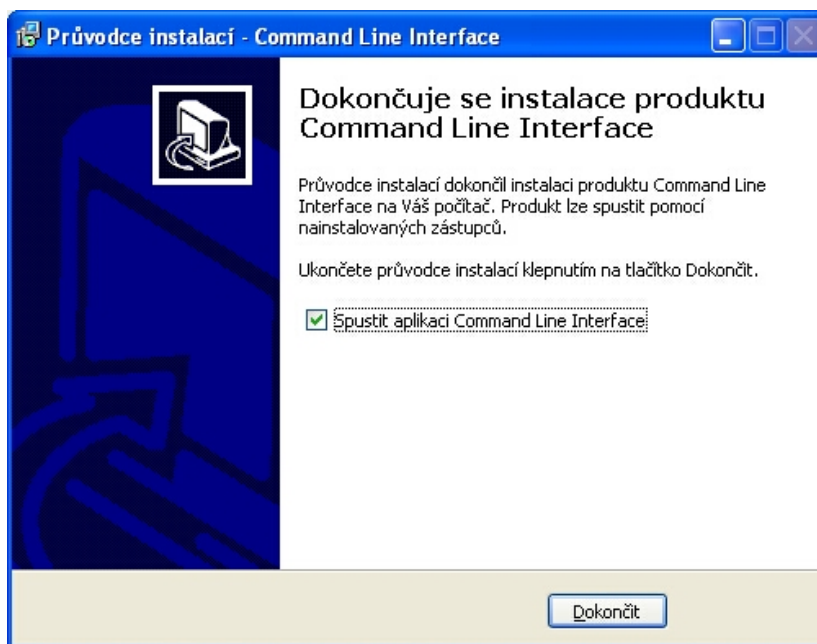 Průvodce instalací - Command Line Interface
Dokončuje se instalace produktu
Command Line Interface
Průvodce instalací dokončil instalaci produktu Command Line
Interface na Váš počítač. Produkt lze spustit pomocí
nainstalovaných zástupců.
Ukončete průvodce instalací klepnutím na tlačítko Dokončit.
Spustit aplikaci Command Line Interface
Dokončit